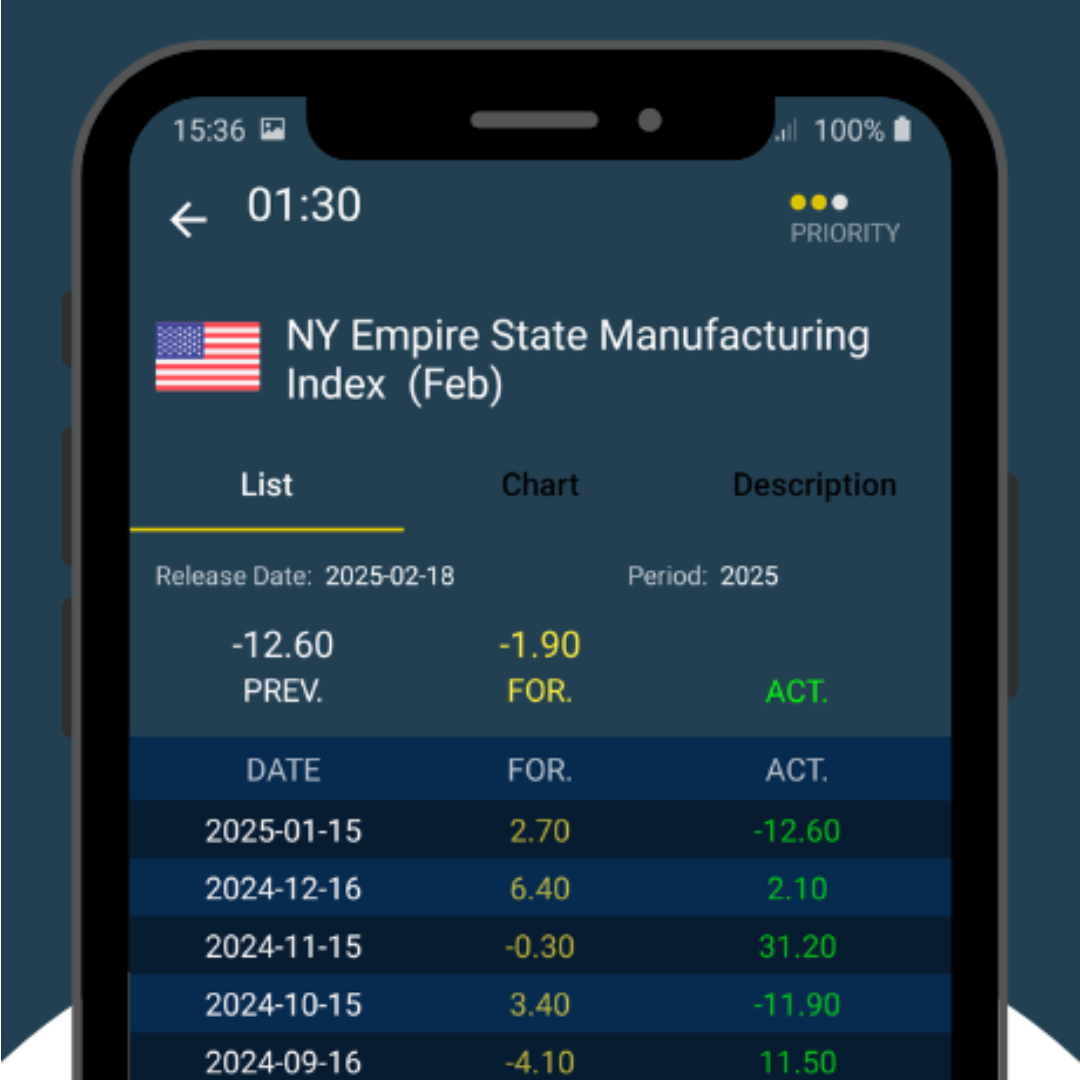 15:36 100%
01:30
PRIORITY
NY Empire State Manufacturing
Index (Feb)
List Chart Description
Release Date: 2025-02-18 Period: 2025
-12.60 -1.90
PREV. FOR. ACT.
DATE FOR. ACT.
2025-01-15 2.70 -12.60
2024-12-16 6.40 2.10
2024-11-15 -0.30 31.20
2024-10-15 3.40 -11.90
2024-09-16 -4.10 11.50